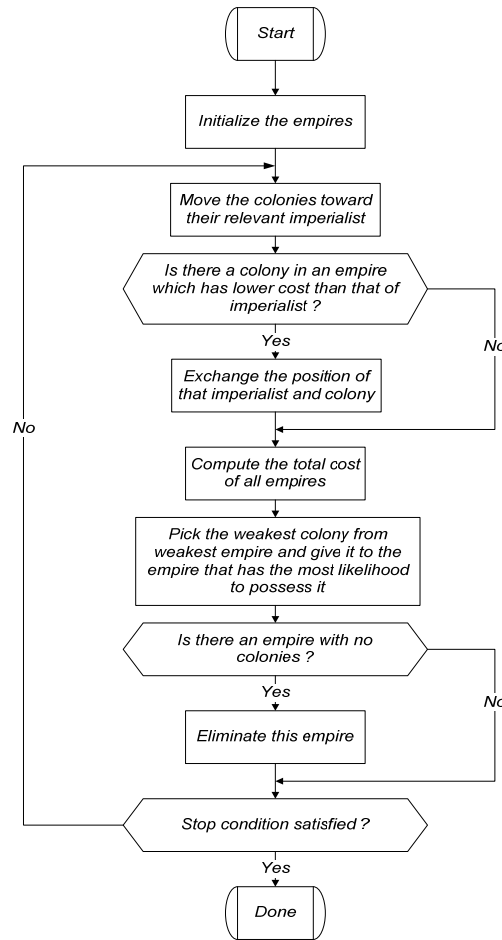 Start
Initialize the empires
Move the colonies toward
their relevant imperialist
Is there a colony in an empire
which has lower cost than that of
imperialist ?
No
Yes
Exchange the position of
that imperialist and colony
No
Compute the total cost
of all empires
Pick the weakest colony from
weakest empire and give it to the
empire that has the most likelihood
to possess it
Is there an empire with no
colonies ?
Yes
No
Eliminate this empire
Stop condition satisfied ?
Yes
Done